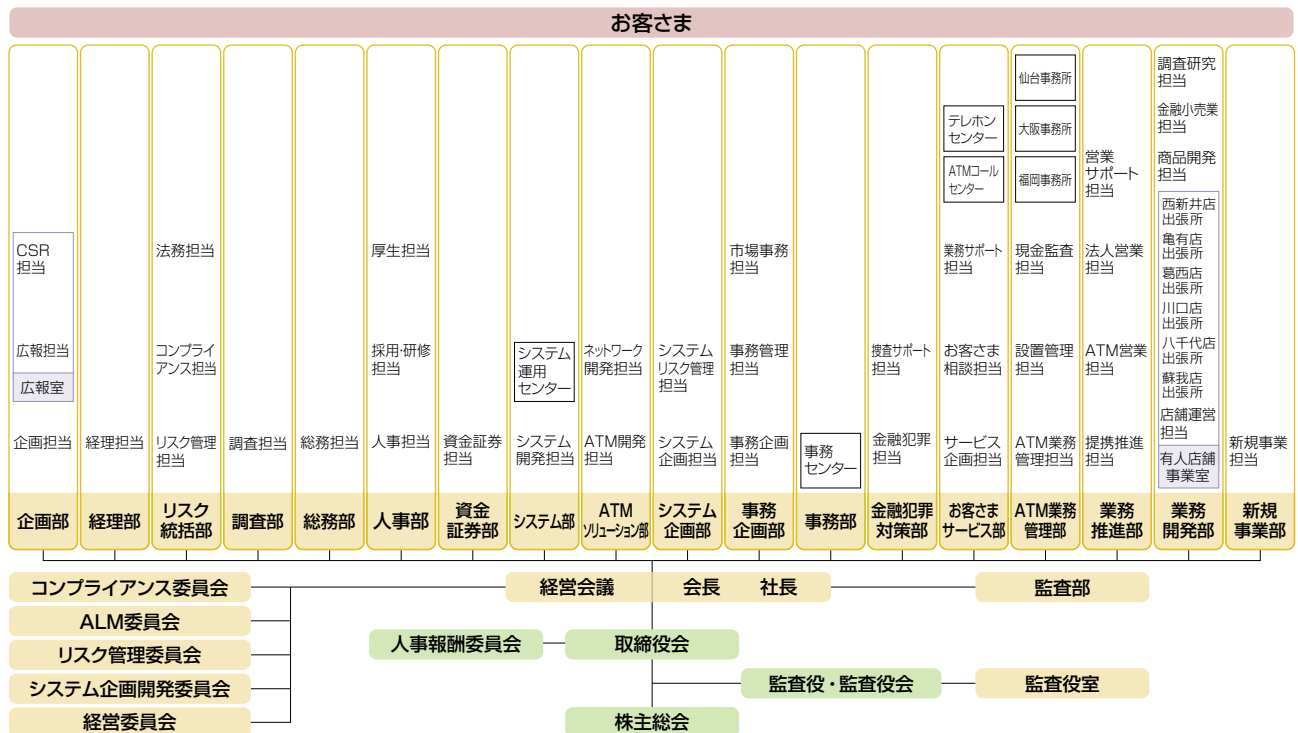 お客さま
CSR
担当
広報担当
広報室
企画担当
企画部
経理担当
経理部
法務担当
コンプライ
アンス担当
リスク管理
担当
リスク
統括部
調査担当
調査部
総務担当
総務部
厚生担当
採用・研修
担当
人事担当
人事部
資金証券
担当
資金
証券部
システム
運用
センター
システム
開発担当
システム部
ネットワーク
開発担当
ATM開発
担当
ATM
ソリューション部
システム
リスク管理
担当
システム
企画担当
システム
企画部
市場事務
担当
事務管理
担当
事務企画
担当
事務
企画部
事務
センター
事務部
捜査サポート
担当
金融犯罪
担当
金融犯罪
対策部
テレホン
センター
ATMコール
センター
業務サポート
担当
お客さま
相談担当
サービス
企画担当
お客さま
サービス部
仙台事務所
大阪事務所
福岡事務所
現金監査
担当
設置管理
担当
ATM業務
管理担当
ATM業務
管理部
営業
サポート
担当
法人営業
担当
ATM営業
担当
提携推進
担当
業務
推進部
調査研究
担当
金融小売業
担当
商品開発
担当
西新井店
出張所
亀有店
出張所
葛西店
出張所
川口店
出張所
八千代店
出張所
蘇我店
出張所
店舗運営
担当
有人店舗
事業室
業務
開発部
新規事業
担当
新規
事業部
コンプライアンス委員会
ALM委員会
リスク管理委員会
システム企画開発委員会
経営委員会
経営会議 会長 社長
監査部
人事報酬委員会
取締役会
監査役・監査役会
監査役室
株主総会